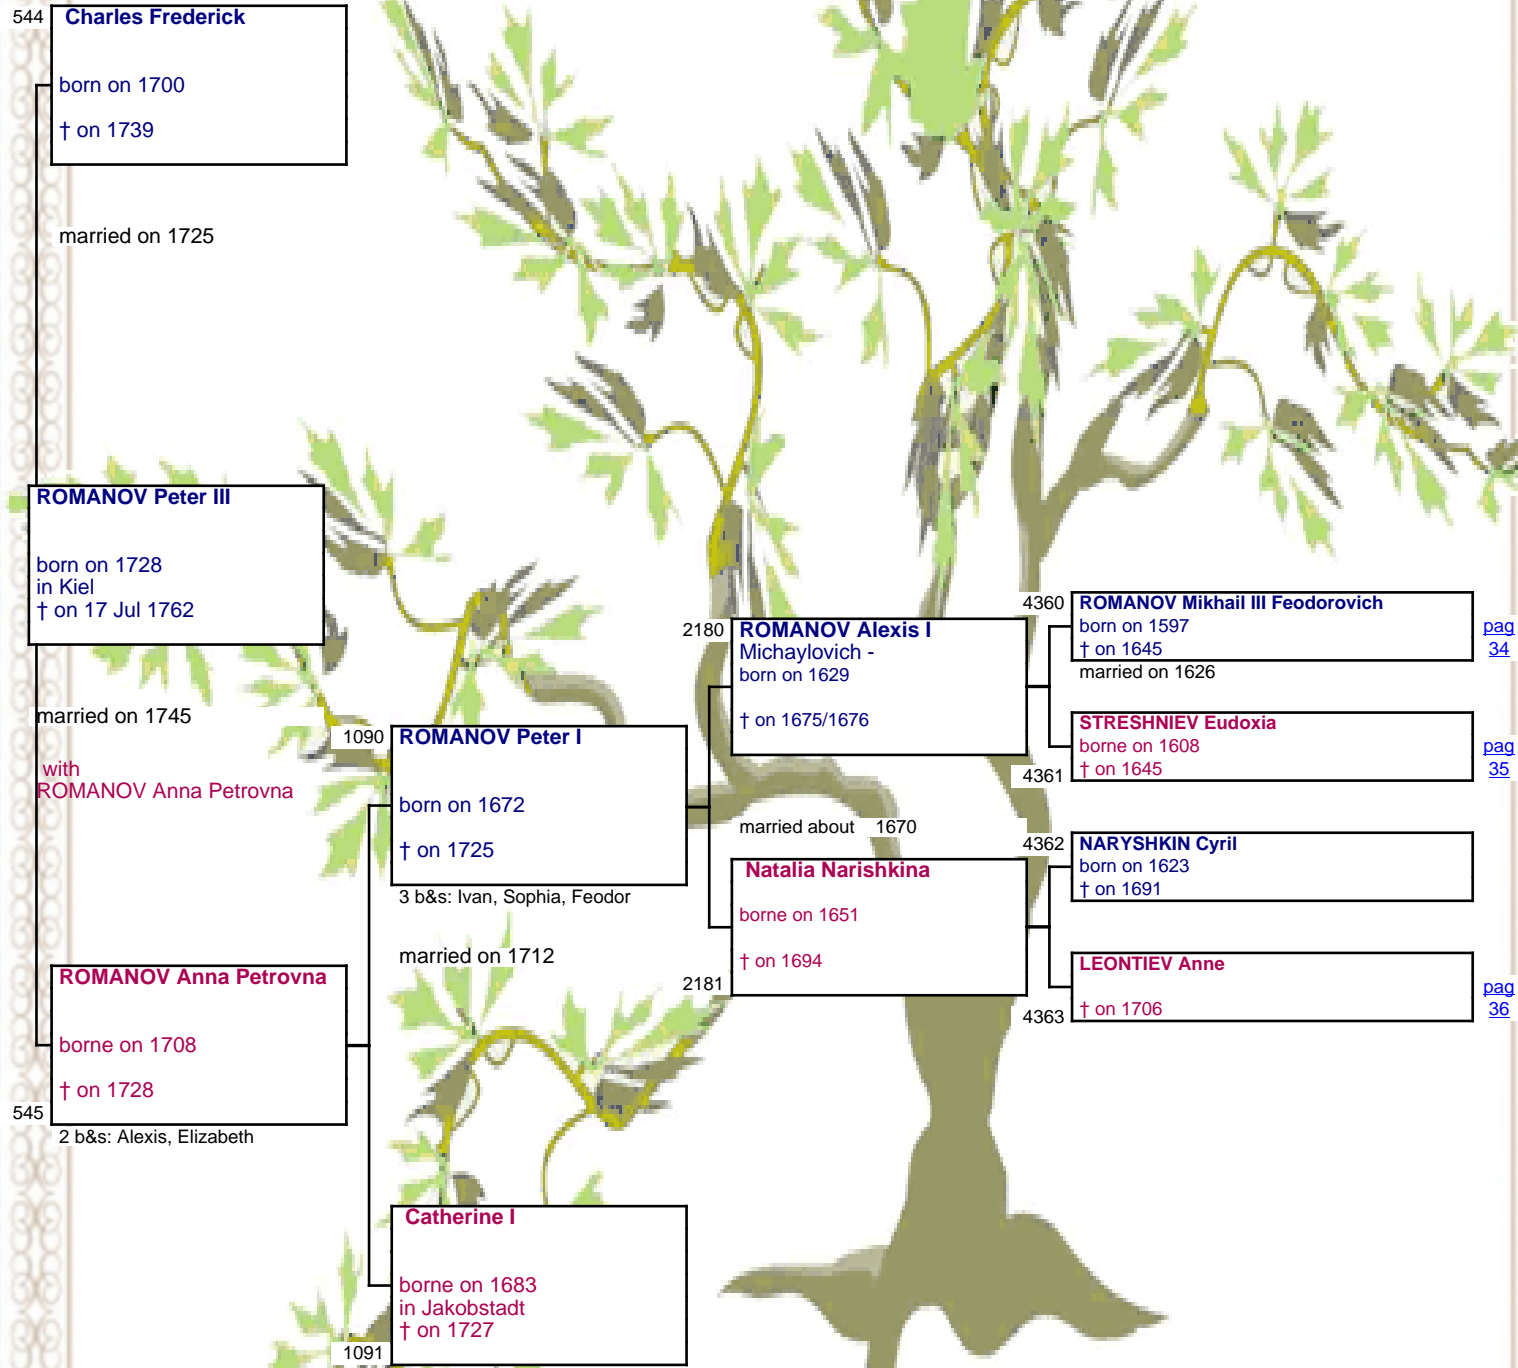 544
Charles Frederick
born on 1700
† on 1739
married on 1725
ROMANOV Peter III
born on 1728
in Kiel
† on 17 Jul 1762
married on 1745
with
ROMANOV Anna Petrovna
ROMANOV Anna Petrovna
borne on 1708
† on 1728
545
2 b&s: Alexis, Elizabeth
1090
ROMANOV Peter I
born on 1672
† on 1725
3 b&s: Ivan, Sophia, Feodor
married on 1712
Catherine I
borne on 1683
in Jakobstadt
† on 1727
1091
2180
ROMANOV Alexis I
Michaylovich -
born on 1629
† on 1675/1676
married about 1670
Natalia Narishkina
borne on 1651
† on 1694
2181
4360
ROMANOV Mikhail III Feodorovich
born on 1597
† on 1645
married on 1626
pag
34
STRESHNIEV Eudoxia
borne on 1608
† on 1645
4361
pag
35
4362
NARYSHKIN Cyril
born on 1623
† on 1691
LEONTIEV Anne
† on 1706
4363
pag
36